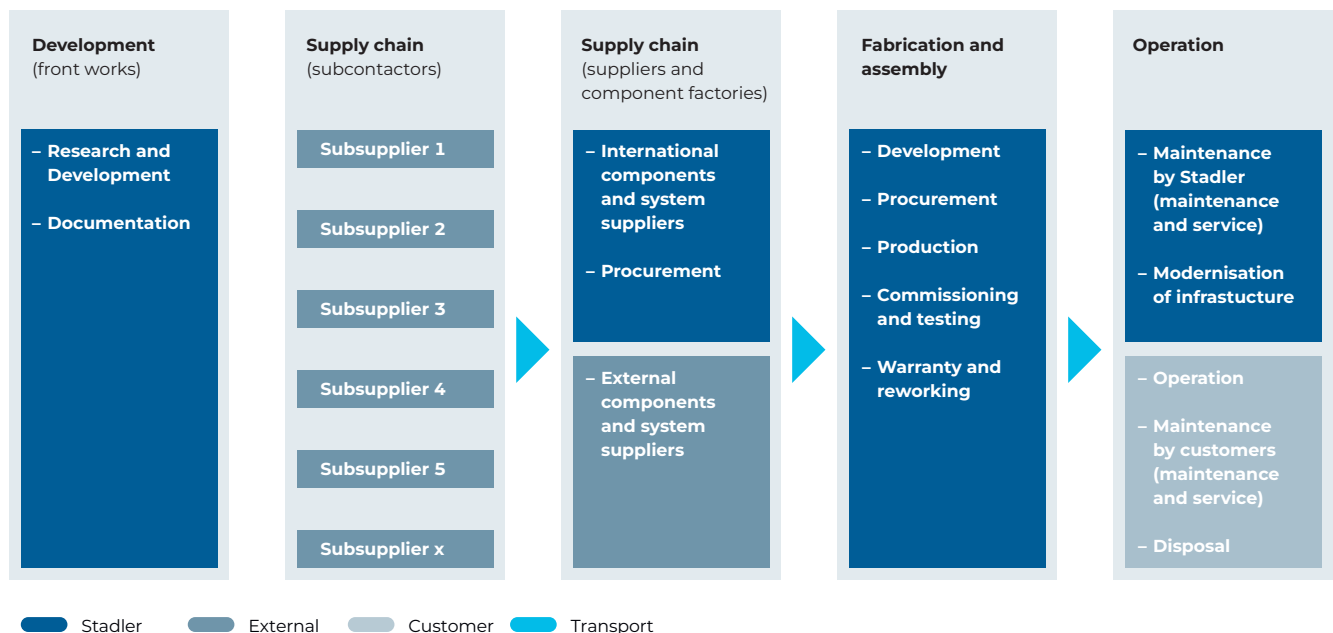 Development
(front works)
– Research and
Development
– Documentation
Supply chain
(subcontactors)
Subsupplier 1
Subsupplier 2
Subsupplier 3
Subsupplier 4
Subsupplier 5
Subsupplier x
Supply chain
(suppliers and
component factories)
– International
components
and system
suppliers
– Procurement
– External
components
and system
suppliers
Fabrication and
assembly
– Development
– Procurement
– Production
– Commissioning
and testing
– Warranty and
reworking
Operation
– Maintenance
by Stadler
(maintenance
and service)
– Modernisation
of infrastucture
– Operation
– Maintenance
by customers
(maintenance
and service)
– Disposal
Stadler
External
Customer
Transport